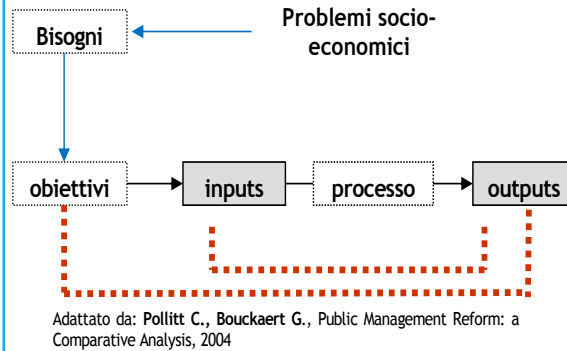 Problemi socio-
economici
Bisogni
obiettivi
inputs
processo
outputs
Adattato da: Pollitt C., Bouckaert G., Public Management Reform: a
Comparative Analysis, 2004